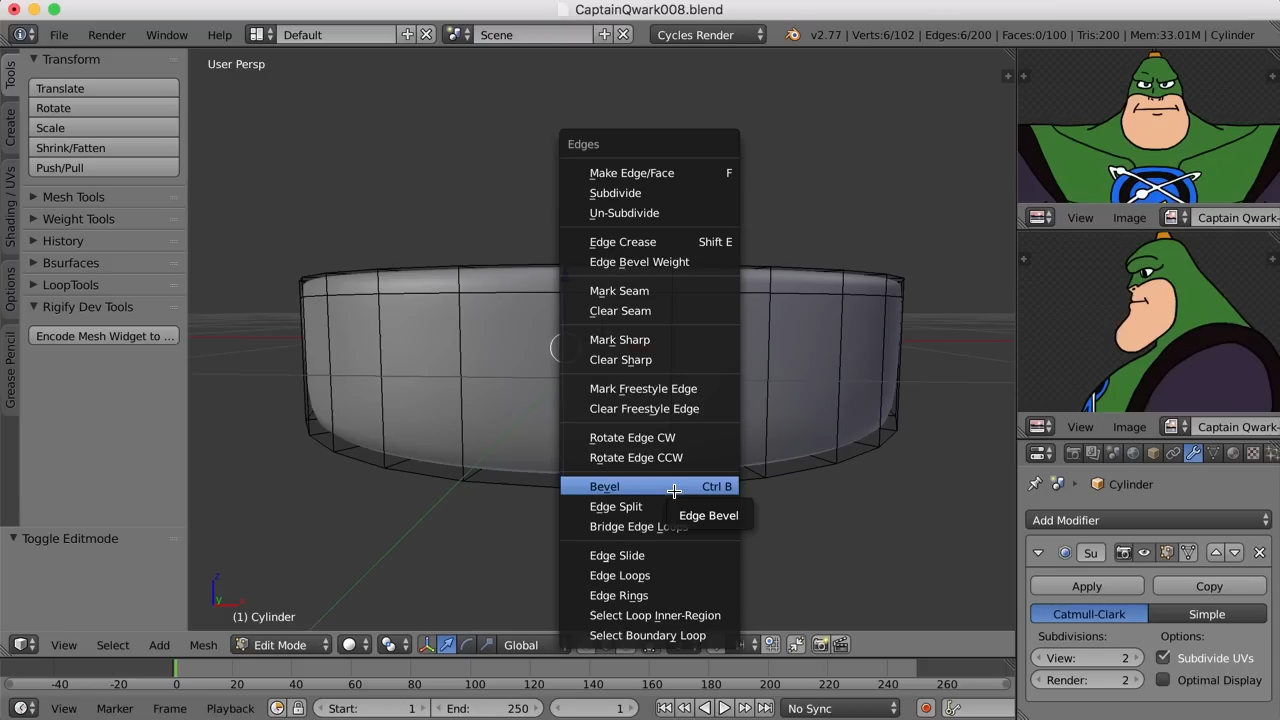 CaptainQwark008.blend
File Render Window Help Default Scene Cycles Render v2.77 | Verts:6/102 | Edges:6/200 | Faces:0/100 | Tris:200 | Mem:33.01M | Cylinder
Tools
Create
Shading / UVs
Options
Grease Pencil
Transform
Translate
Rotate
Scale
Shrink/Fatten
Push/Pull
Mesh Tools
Weight Tools
History
Bsurfaces
LoopTools
Rigify Dev Tools
Encode Mesh Widget to ...
Toggle Editmode
User Persp
Edges
Make Edge/Face F
Subdivide
Un-Subdivide
Edge Crease Shift E
Edge Bevel Weight
Mark Seam
Clear Seam
Mark Sharp
Clear Sharp
Mark Freestyle Edge
Clear Freestyle Edge
Rotate Edge CW
Rotate Edge CCW
Bevel Ctrl B
Edge Split
Edge Bevel
Bridge Edge Loops
Edge Slide
Edge Loops
Edge Rings
Select Loop Inner-Region
Select Boundary Loop
z
y
x
(1) Cylinder
View Select Add Mesh Edit Mode Global
View Image Captain Qwark-
View Image Captain Qwark-
Cylinder
Add Modifier
Su
Apply Copy
Catmull-Clark Simple
Subdivisions: Options:
View: 2 Subdivide UVs
Render: 2 Optimal Display
-40 -20 0 20 40 60 80 100 120 140 160 180 200 220 240 260
View Marker Frame Playback Start: 1 End: 250 1 No Sync